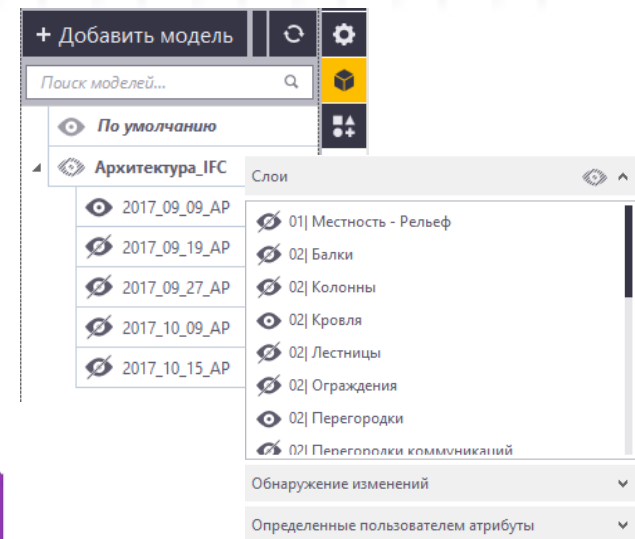 + Добавить модель
Поиск моделей...
По умолчанию
Архитектура_IFC
2017_09_09_AP
2017_09_19_AP
2017_09_27_AP
2017_10_09_AP
2017_10_15_AP
Слои
01| Местность - Рельеф
02| Балки
02| Колонны
02| Кровля
02| Лестницы
02| Ограждения
02| Перегородки
02| Перегородки коммуникаций
Обнаружение изменений
Определенные пользователем атрибуты